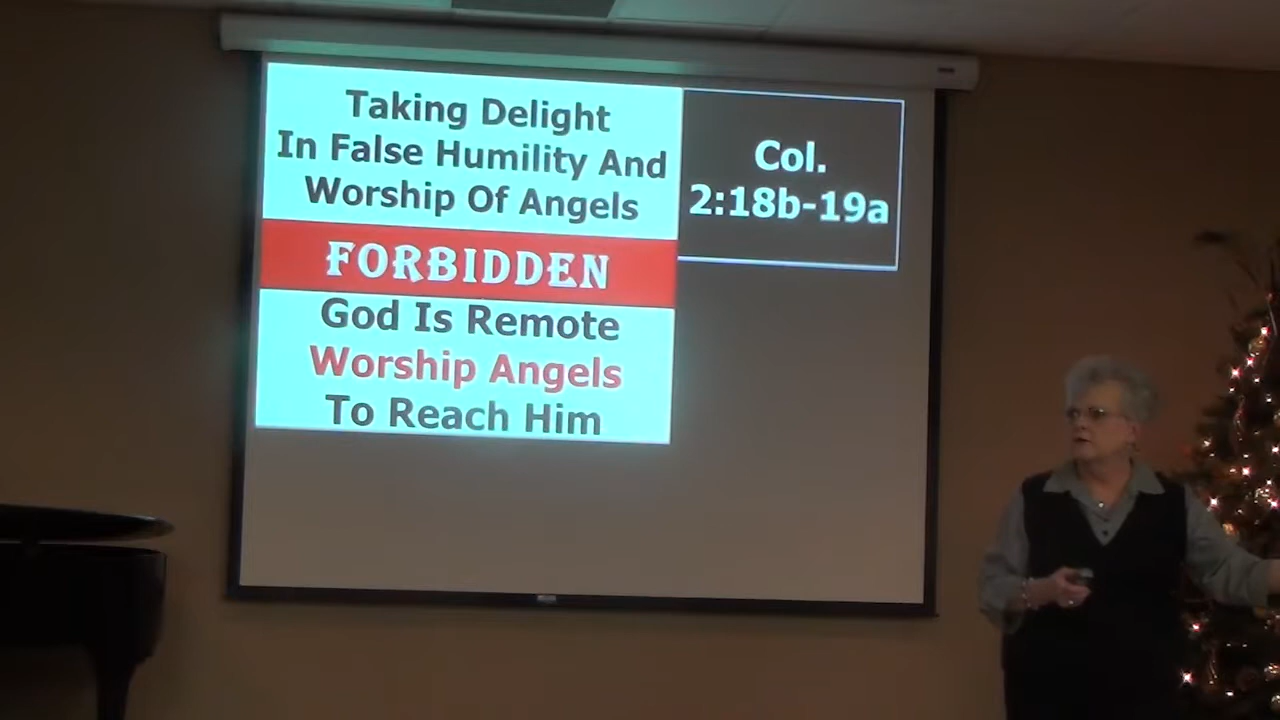 Taking Delight
In False Humility And
Worship Of Angels
FORBIDDEN
God Is Remote
Worship Angels
To Reach Him
Col.
2:18b-19a